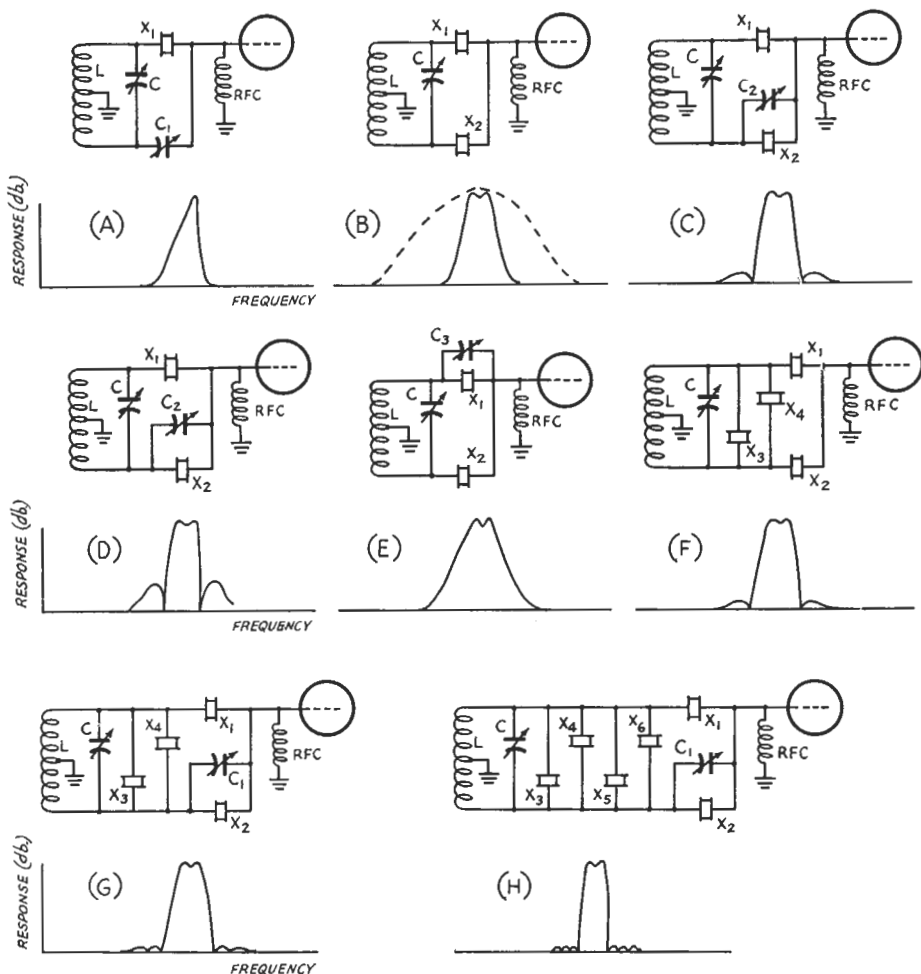 X1
L
C
C1
RFC
X1
L
C
X2
RFC
X1
L
C
C2
X2
RFC
RESPONSE (db)
(A)
(B)
(C)
FREQUENCY
X1
L
C
C2
X2
RFC
C3
X1
L
C
X2
RFC
X1
L
C
X4
X3
X2
RFC
RESPONSE (db)
(D)
(E)
(F)
FREQUENCY
X1
L
C
X4
X3
C1
X2
RFC
X1
L
C
X4
X6
X3
X5
C1
X2
RFC
RESPONSE (db)
(G)
(H)
FREQUENCY